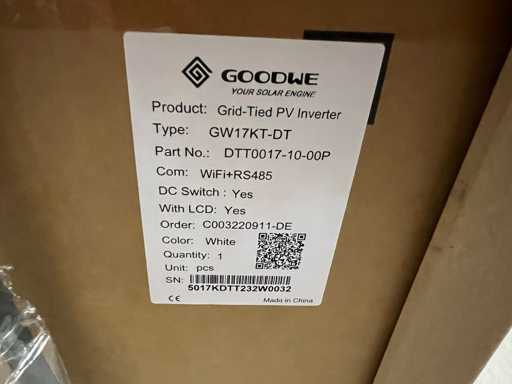 GOODWE
YOUR SOLAR ENGINE
Product: Grid-Tied PV Inverter
Type: GW17KT-DT
Part No.: DTT0017-10-00P
Com: WiFi+RS485
DC Switch : Yes
With LCD: Yes
Order: C003220911-DE
Color: White
Quantity: 1
Unit: pcs
SN:
5017KDTT232W0032
CE Made in China